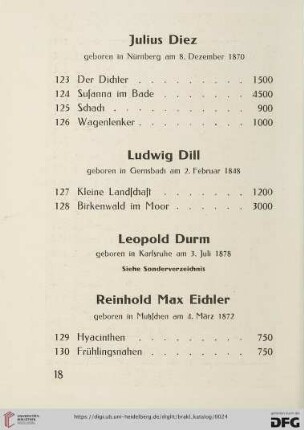 Julius Diez
geboren in Nürnberg am 8. Dezember 1870
123 Der Dichter . . . . . . . . 1500
124 Susanna im Bade . . . . . . 4500
125 Schach . . . . . . . . . 900
126 Wagenlenker . . . . . . . 1000
Ludwig Dill
geboren in Gernsbach am 2. Februar 1848
127 Kleine Landschaft . . . . . . 1200
128 Birkenwald im Moor . . . . . 3000
Leopold Durm
geboren in Karlsruhe am 3. Juli 1878
Siehe Sonderverzeichnis
Reinhold Max Eichler
geboren in Mutzschen am 4. März 1872
129 Hyacinthen . . . . . . . 750
130 Frühlingsnahen . . . . . . 750
18
https://digi.ub.uni-heidelberg.de/diglit/brakl_katalog/0024
DFG